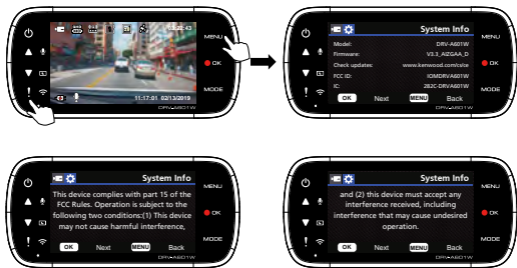 MENU
OK
MODE
11:17:01 02/13/2019
DRV-A601W
System Info
Model: DRV-A601W
Firmware: V3.3_AIZGAA_D
Check updates: www.kenwood.com/cs/ce
FCC ID: IOMDRV-A601W
IC: 282C-DRVA601W
OK Next MENU Back
MENU
OK
MODE
DRV-A601W
System Info
This device complies with part 15 of the
FCC Rules. Operation is subject to the
following two conditions:(1) This device
may not cause harmful interference,
OK Next MENU Back
MENU
OK
MODE
DRV-A601W
System Info
and (2) this device must accept any
interference received, including
interference that may cause undesired
operation.
OK Next MENU Back
MENU
OK
MODE
DRV-A601W